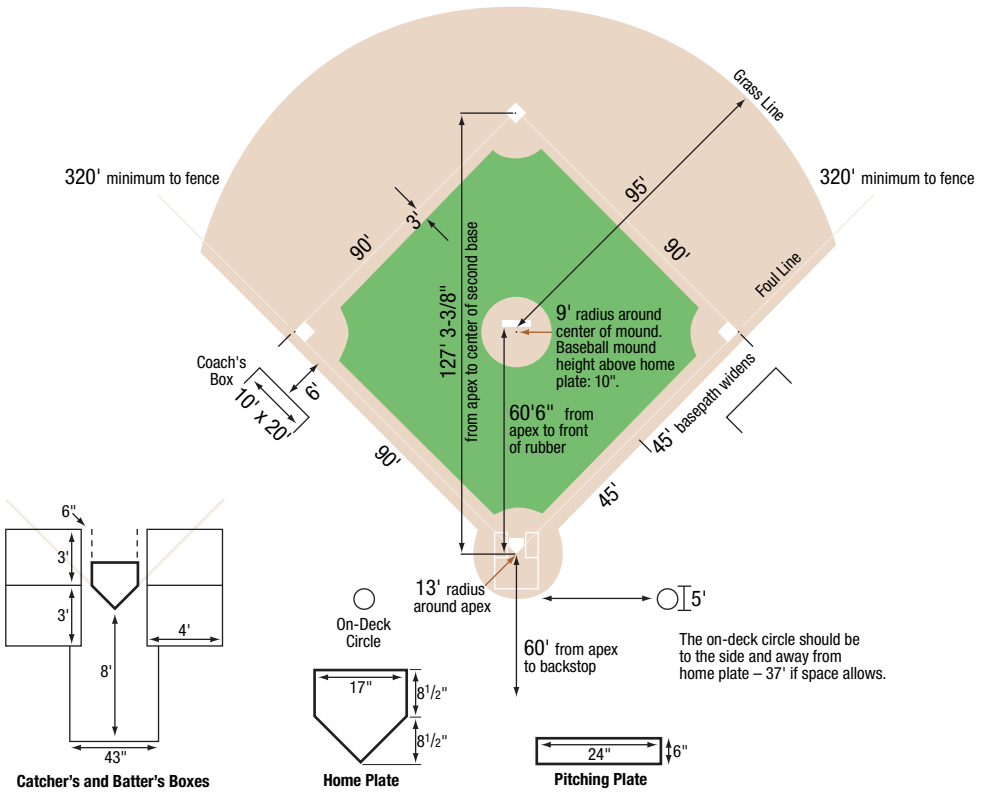 Grass Line
320' minimum to fence
320' minimum to fence
95'
3'
90'
90'
127' 3-3/8"
from apex to center of second base
Foul Line
9' radius around
center of mound.
Baseball mound
height above home
plate: 10".
Coach's
Box
10' x 20'
6'
60'6" from
apex to front
of rubber
45' basepath widens
90'
45'
13' radius
around apex
On-Deck
Circle
5'
60' from apex
to backstop
The on-deck circle should be
to the side and away from
home plate – 37' if space allows.
6"
3'
3'
4'
8'
43"
Catcher's and Batter's Boxes
17"
8 1/2"
8 1/2"
Home Plate
24"
6"
Pitching Plate